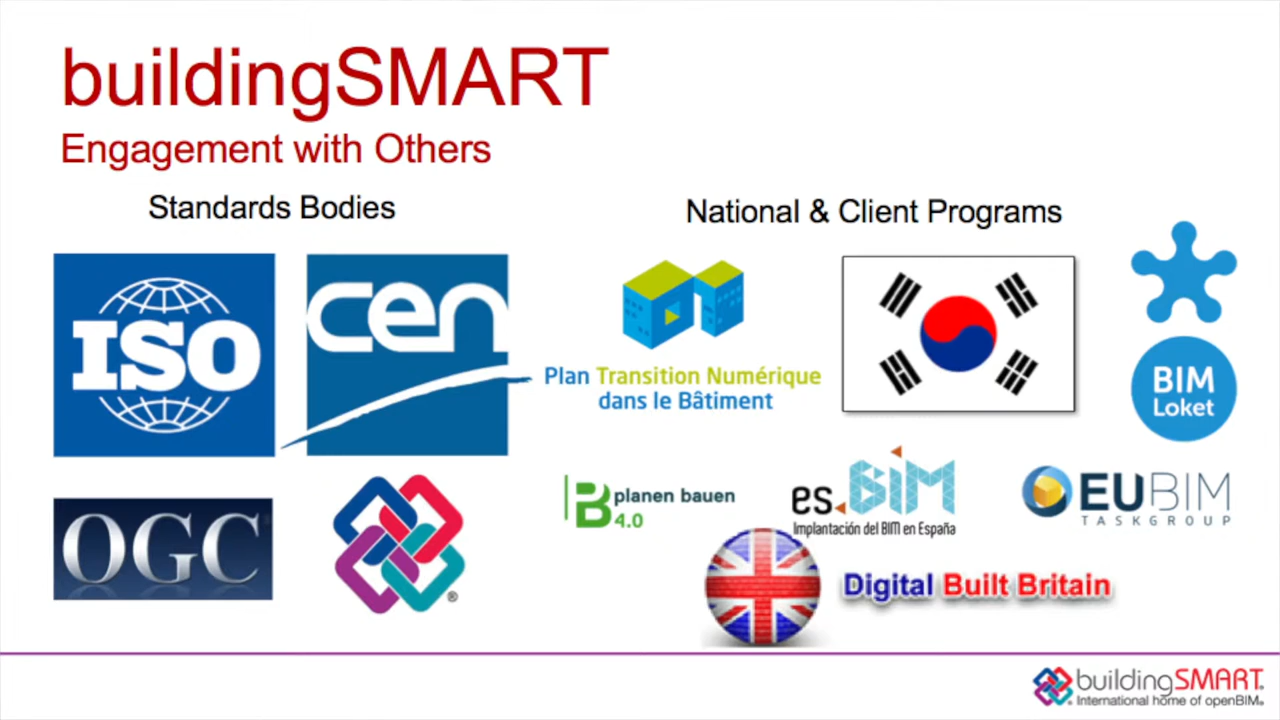 buildingSMART
Engagement with Others
Standards Bodies
National & Client Programs
ISO
cen
Plan Transition Numérique
dans le Bâtiment
BIM
Loket
OGC
®
B planen bauen
4.0
es.BIM
Implantación del BIM en España
EUBIM
TASKGROUP
Digital Built Britain
buildingSMART®
International home of openBIM®